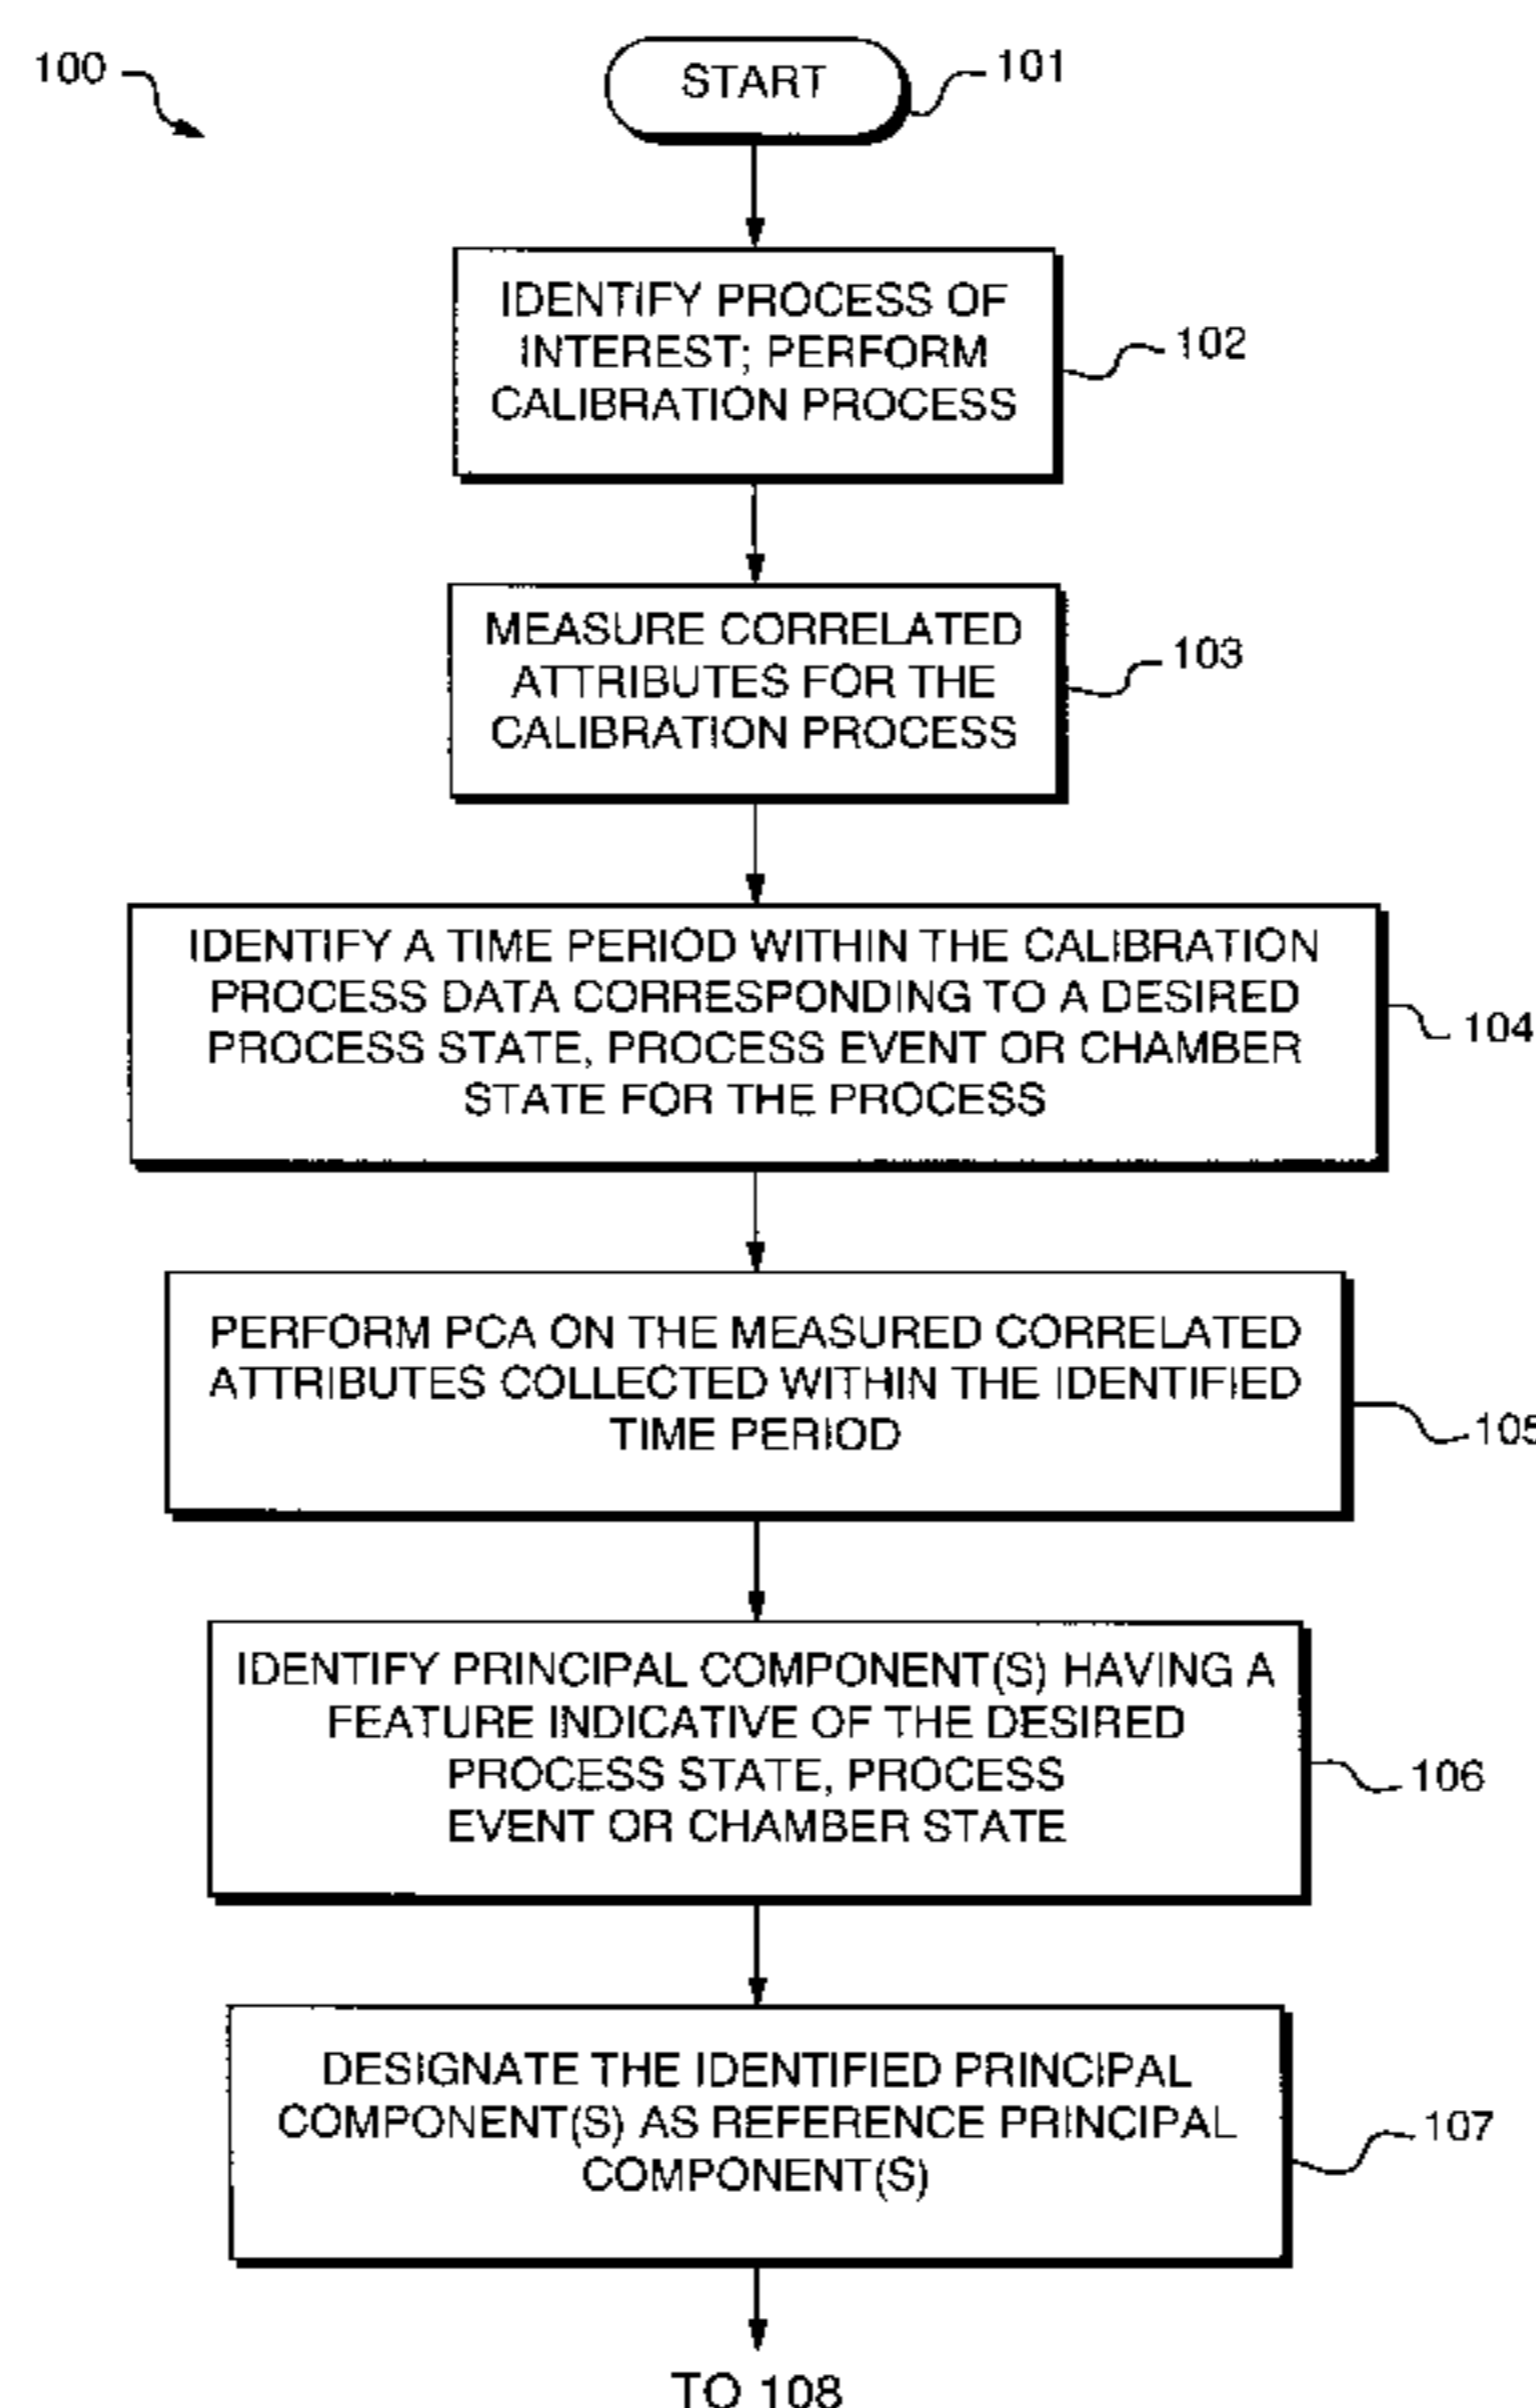 100
START
101
IDENTIFY PROCESS OF
INTEREST; PERFORM
CALIBRATION PROCESS
102
MEASURE CORRELATED
ATTRIBUTES FOR THE
CALIBRATION PROCESS
103
IDENTIFY A TIME PERIOD WITHIN THE CALIBRATION
PROCESS DATA CORRESPONDING TO A DESIRED
PROCESS STATE, PROCESS EVENT OR CHAMBER
STATE FOR THE PROCESS
104
PERFORM PCA ON THE MEASURED CORRELATED
ATTRIBUTES COLLECTED WITHIN THE IDENTIFIED
TIME PERIOD
105
IDENTIFY PRINCIPAL COMPONENT(S) HAVING A
FEATURE INDICATIVE OF THE DESIRED
PROCESS STATE, PROCESS
EVENT OR CHAMBER STATE
106
DESIGNATE THE IDENTIFIED PRINCIPAL
COMPONENT(S) AS REFERENCE PRINCIPAL
COMPONENT(S)
107
TO 108